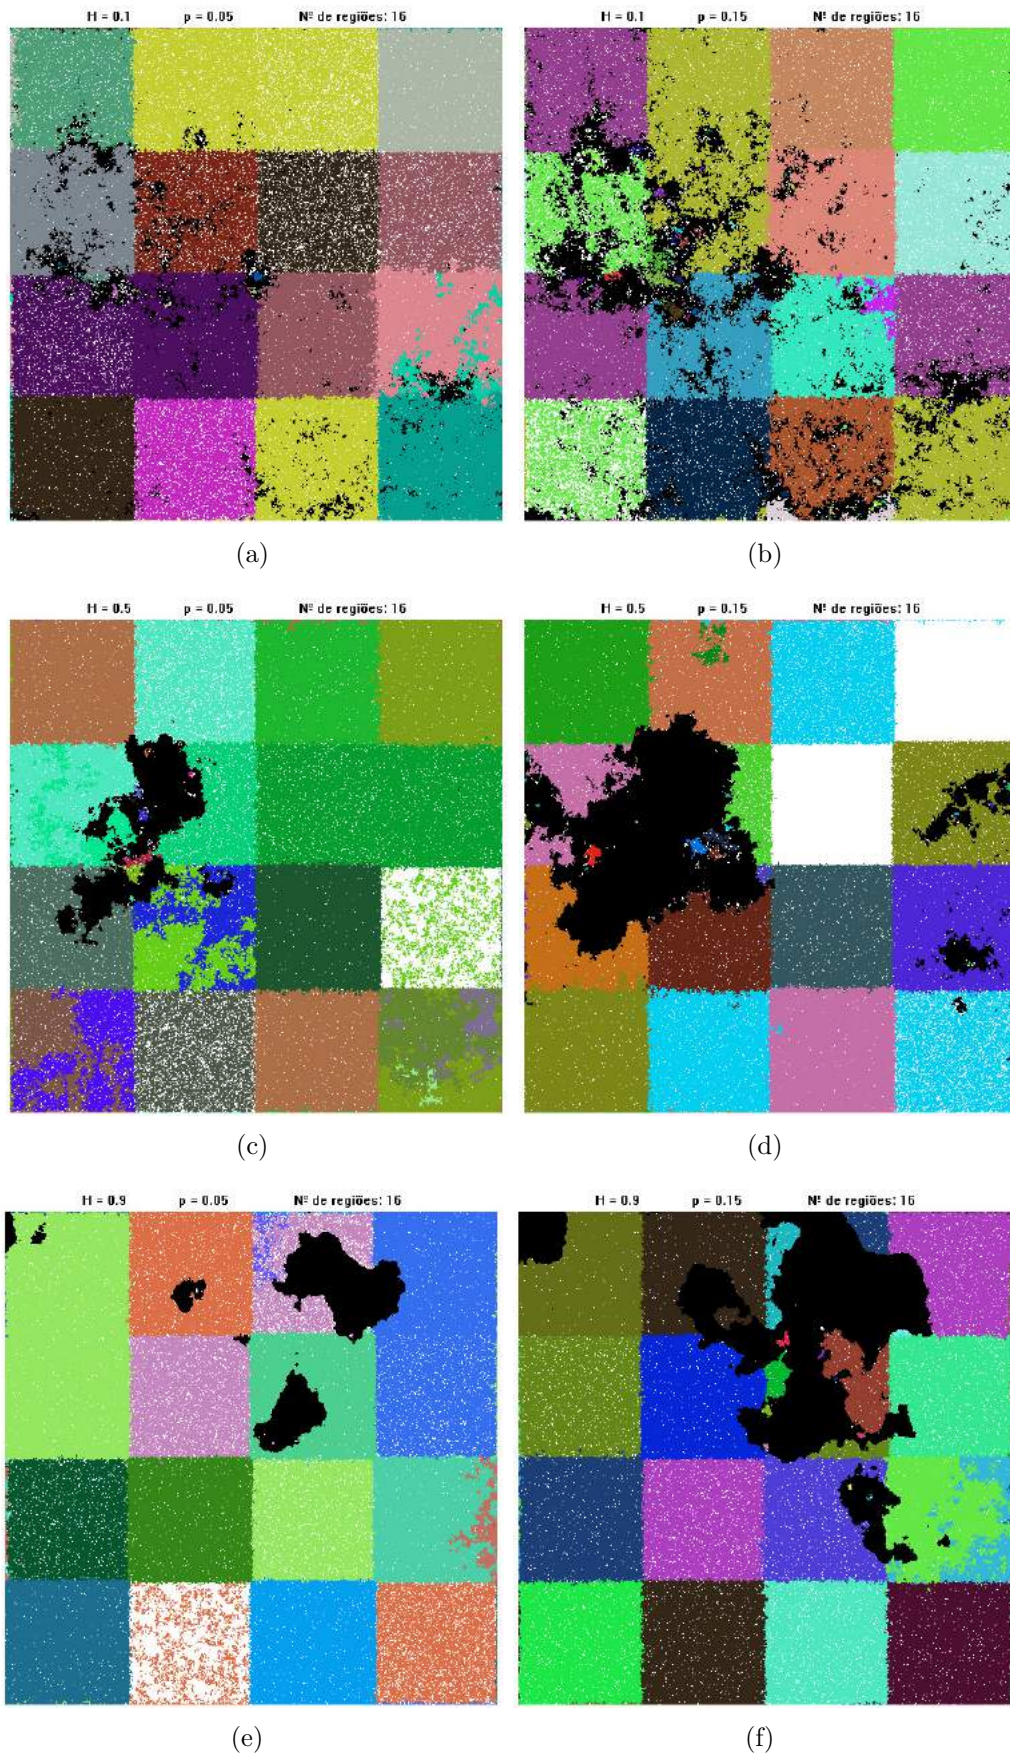 H = 0.1 p = 0.05 Nº de regiões: 16
H = 0.1 p = 0.15 Nº de regiões: 16
(a)
(b)
H = 0.5 p = 0.05 Nº de regiões: 16
H = 0.5 p = 0.15 Nº de regiões: 16
(c)
(d)
H = 0.9 p = 0.05 Nº de regiões: 16
H = 0.9 p = 0.15 Nº de regiões: 16
(e)
(f)